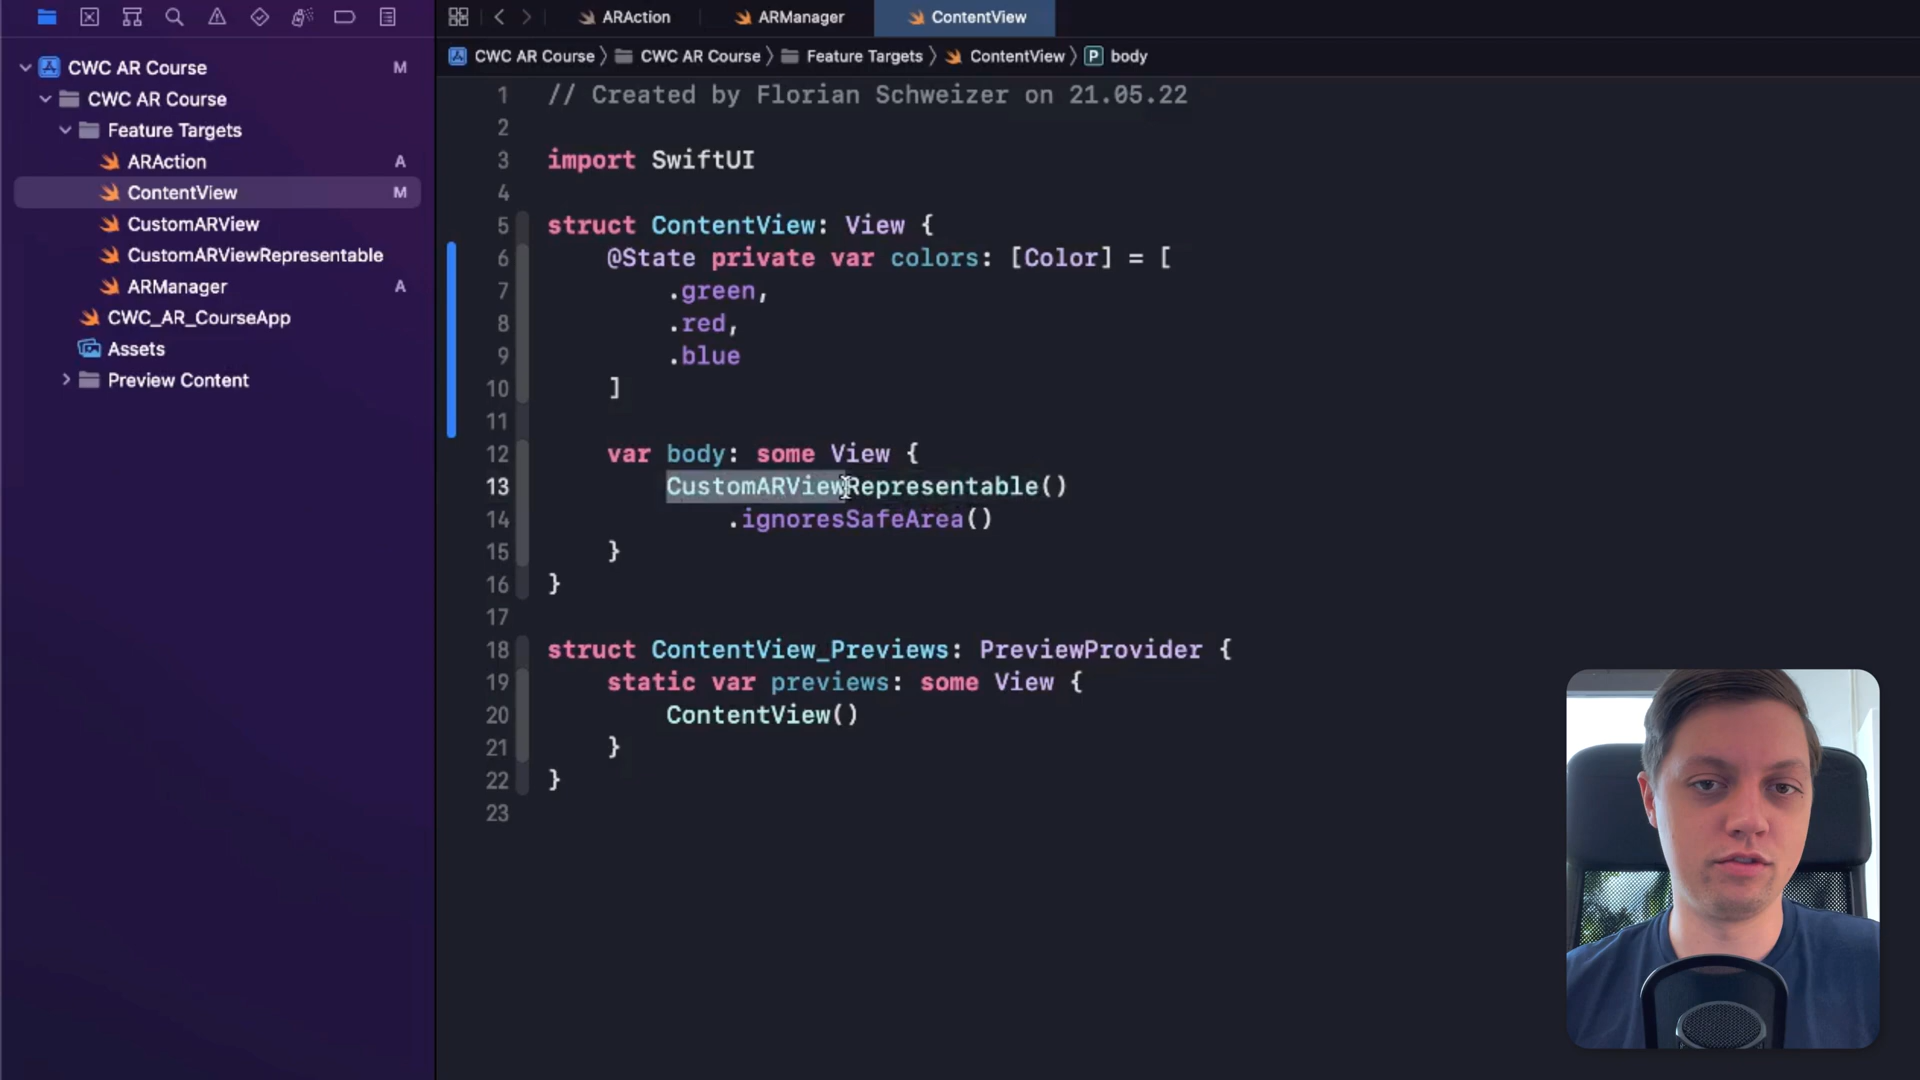 ARAction
ARManager
ContentView
CWC AR Course M
CWC AR Course
Feature Targets
ARAction A
ContentView M
CustomARView
CustomARViewRepresentable
ARManager A
CWC_AR_CourseApp
Assets
Preview Content
CWC AR Course
CWC AR Course
Feature Targets
ContentView
P body
1 // Created by Florian Schweizer on 21.05.22
2
3 import SwiftUI
4
5 struct ContentView: View {
6 @State private var colors: [Color] = [
7 .green,
8 .red,
9 .blue
10 ]
11
12 var body: some View {
13 CustomARViewRepresentable()
14 .ignoresSafeArea()
15 }
16 }
17
18 struct ContentView_Previews: PreviewProvider {
19 static var previews: some View {
20 ContentView()
21 }
22 }
23